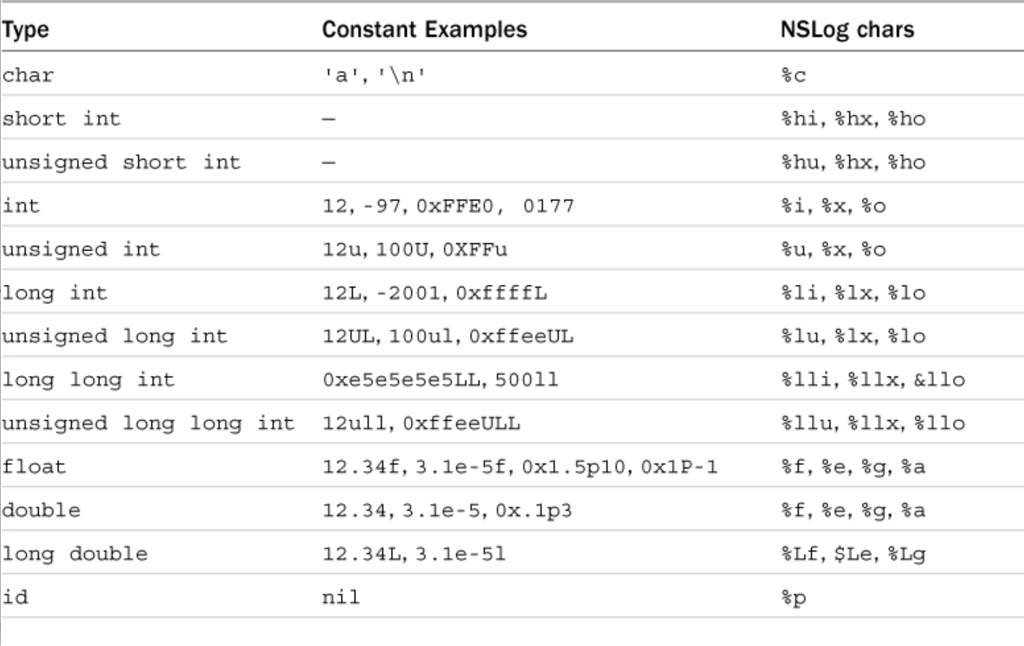 Type Constant Examples NSLog chars
char 'a', '\n' %c
short int — %hi, %hx, %ho
unsigned short int — %hu, %hx, %ho
int 12, -97, 0xFFE0, 0177 %i, %x, %o
unsigned int 12u, 100U, 0XFFu %u, %x, %o
long int 12L, -2001, 0xffffL %li, %lx, %lo
unsigned long int 12UL, 100ul, 0xffeeUL %lu, %lx, %lo
long long int 0xe5e5e5e5LL, 500ll %lli, %llx, &llo
unsigned long long int 12ull, 0xffeeULL %llu, %llx, %llo
float 12.34f, 3.1e-5f, 0x1.5p10, 0x1P-1 %f, %e, %g, %a
double 12.34, 3.1e-5, 0x.1p3 %f, %e, %g, %a
long double 12.34L, 3.1e-5l %Lf, $Le, %Lg
id nil %p